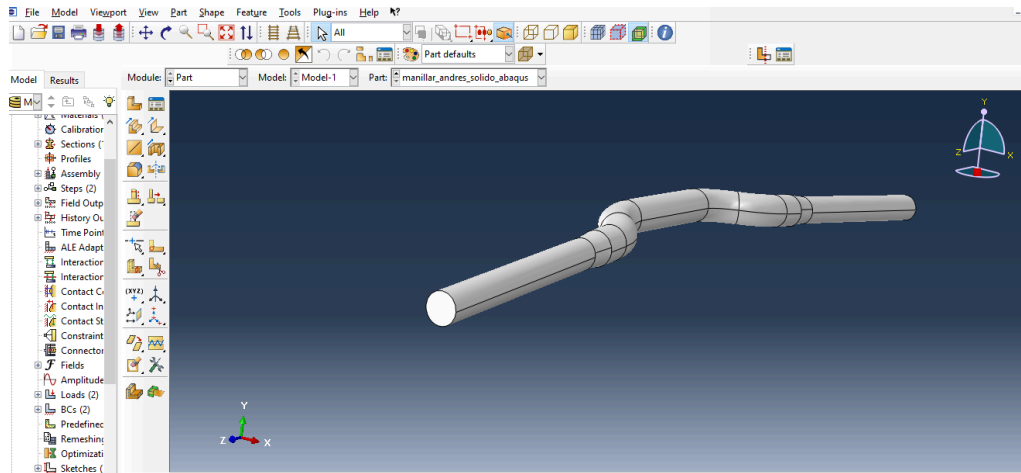 File Model Viewport View Part Shape Feature Tools Plug-ins Help
All
Part defaults
Model Results
Module: Part Model: Model-1 Part: manillar_andres_solido_abaqus
M
Materials (
Calibration
Sections (
Profiles
Assembly
Steps (2)
Field Outp
History Ou
Time Point
ALE Adapt
Interaction
Interaction
Contact Co
Contact In
Contact St
Constraint
Connector
Fields
Amplitude
Loads (2)
BCs (2)
Predefined
Remeshing
Optimizati
Sketches (
(XYZ)
Y
Z
X
Y
Z
X